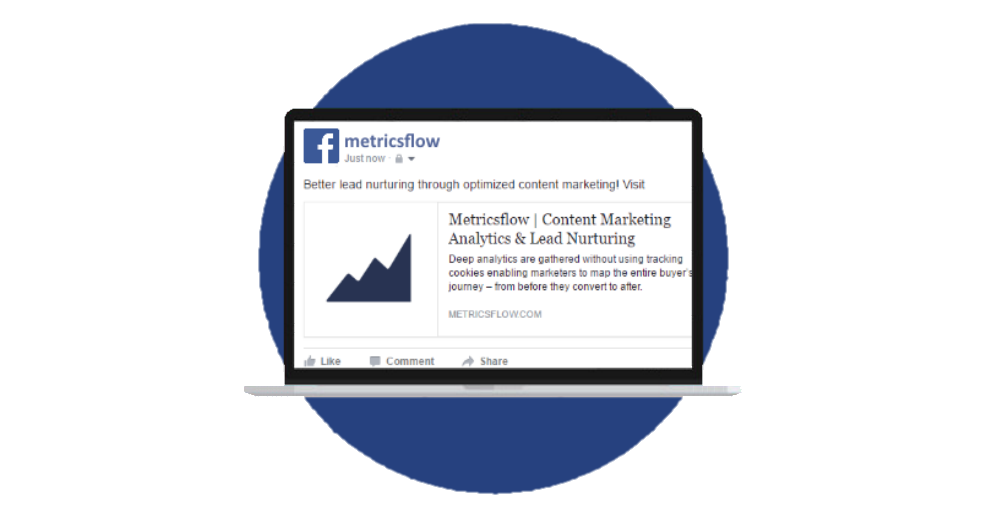 f metricsflow
Just now
Better lead nurturing through optimized content marketing! Visit
Metricsflow | Content Marketing
Analytics & Lead Nurturing
Deep analytics are gathered without using tracking
cookies enabling marketers to map the entire buyer's
journey – from before they convert to after.
METRICSFLOW.COM
Like Comment Share